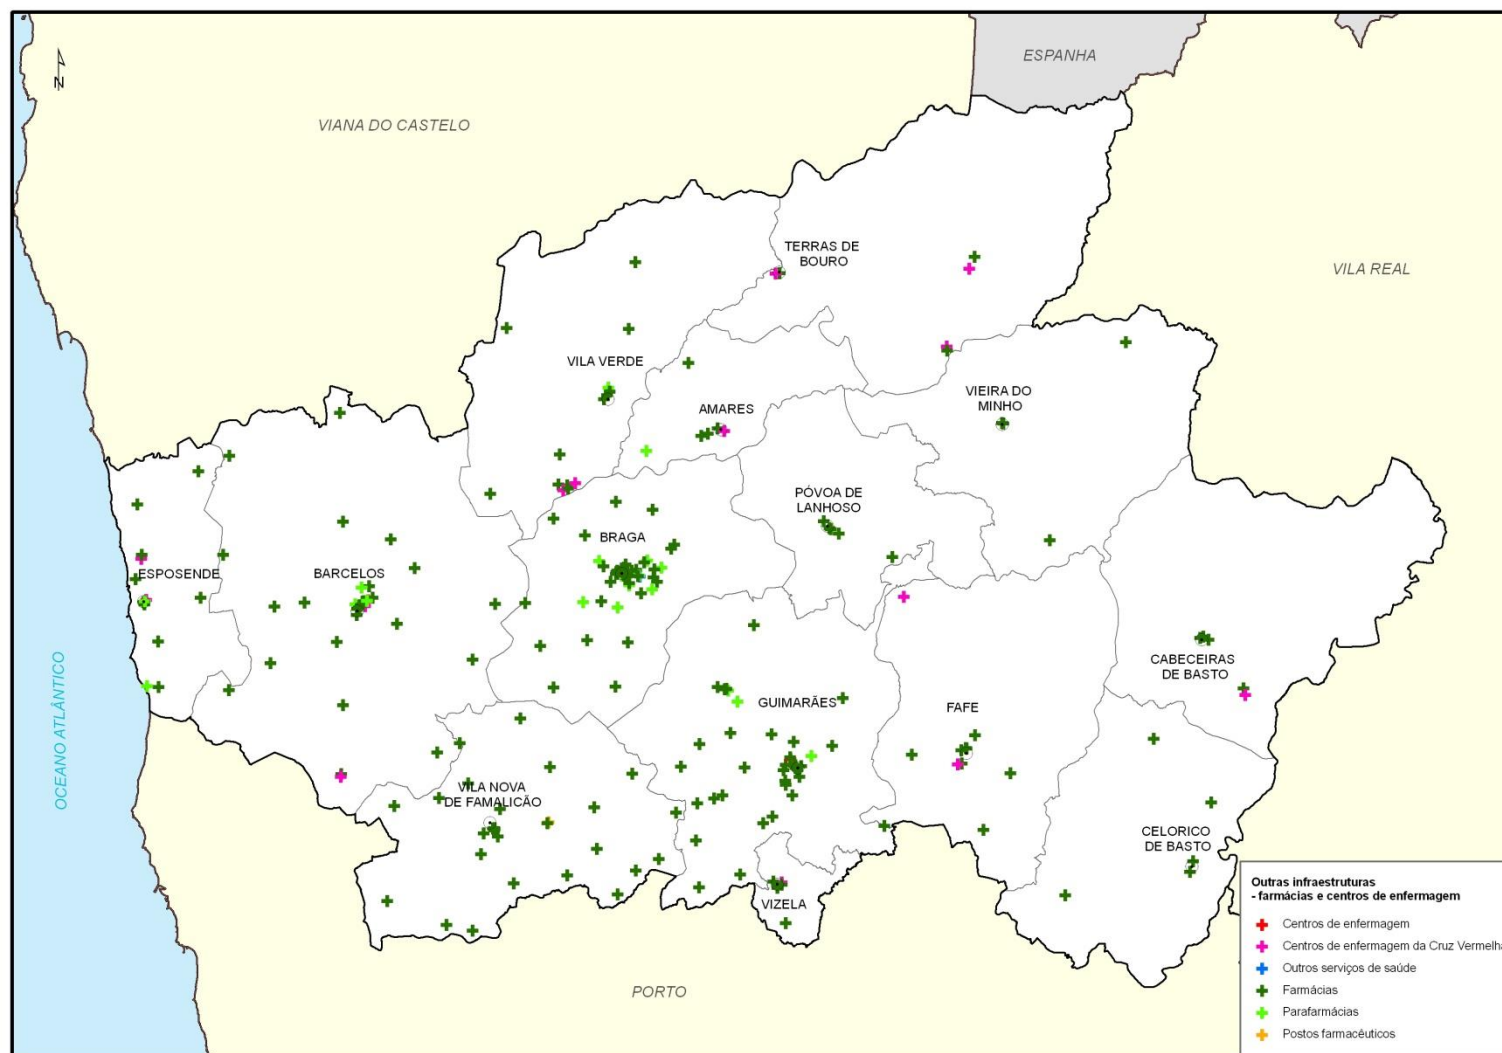 ESPANHA
VIANA DO CASTELO
N
TERRAS DE
BOURO
VILA REAL
VILA VERDE
VIEIRA DO
MINHO
AMARES
PÓVOA DE
LANHOSO
BRAGA
ESPOSENDE
BARCELOS
CABECEIRAS
DE BASTO
OCEANO ATLÂNTICO
GUIMARÃES
FAFE
VILA NOVA
DE FAMALICÃO
CELORICO
DE BASTO
VIZELA
PORTO
Outras infraestruturas
- farmácias e centros de enfermagem
Centros de enfermagem
Centros de enfermagem da Cruz Vermelha
Outros serviços de saúde
Farmácias
Parafarmácias
Postos farmacêuticos